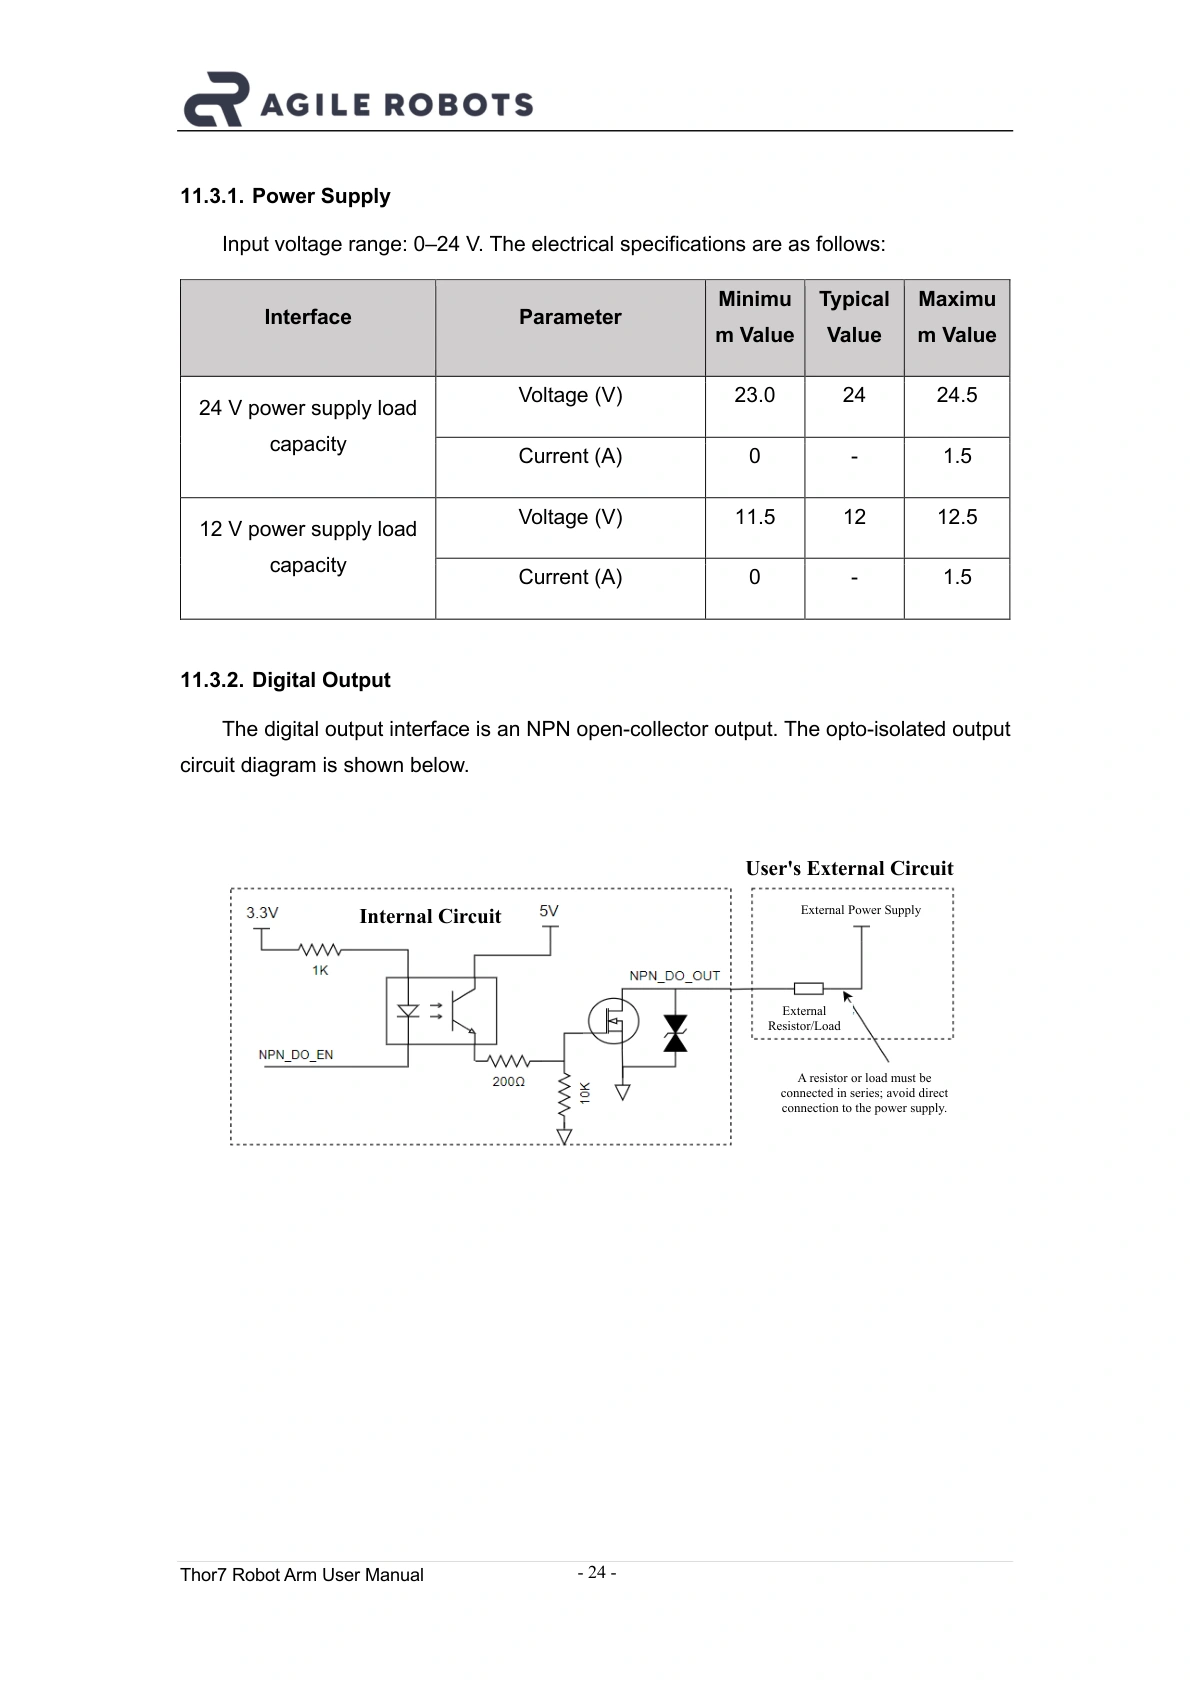 AGILE ROBOTS
11.3.1. Power Supply
Input voltage range: 0–24 V. The electrical specifications are as follows:
Interface
Parameter
Minimu
m Value
Typical
Value
Maximu
m Value
24 V power supply load
capacity
Voltage (V)
23.0
24
24.5
Current (A)
0
-
1.5
12 V power supply load
capacity
Voltage (V)
11.5
12
12.5
Current (A)
0
-
1.5
11.3.2. Digital Output
The digital output interface is an NPN open-collector output. The opto-isolated output
circuit diagram is shown below.
User's External Circuit
3.3V
Internal Circuit
5V
External Power Supply
1K
NPN_DO_OUT
External
Resistor/Load
NPN_DO_EN
200Ω
10K
A resistor or load must be
connected in series; avoid direct
connection to the power supply.
Thor7 Robot Arm User Manual
- 24 -